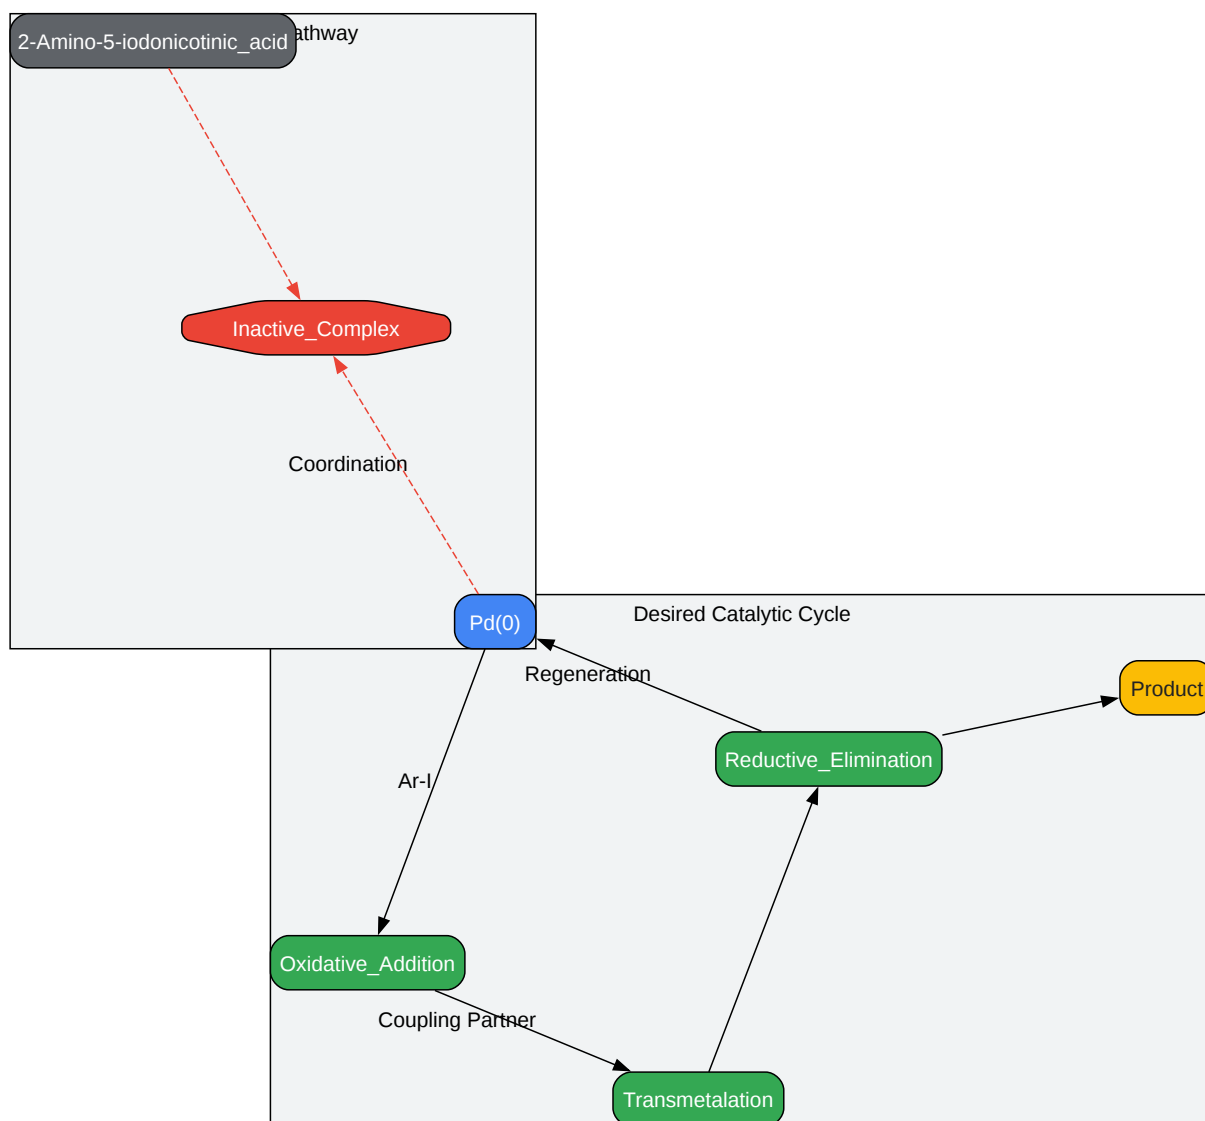 2-Amino-5-iodonicotinic_acid
athway
Inactive_Complex
Coordination
Pd(0)
Desired Catalytic Cycle
Regeneration
Product
Reductive_Elimination
Ar-I
Oxidative_Addition
Coupling Partner
Transmetalation